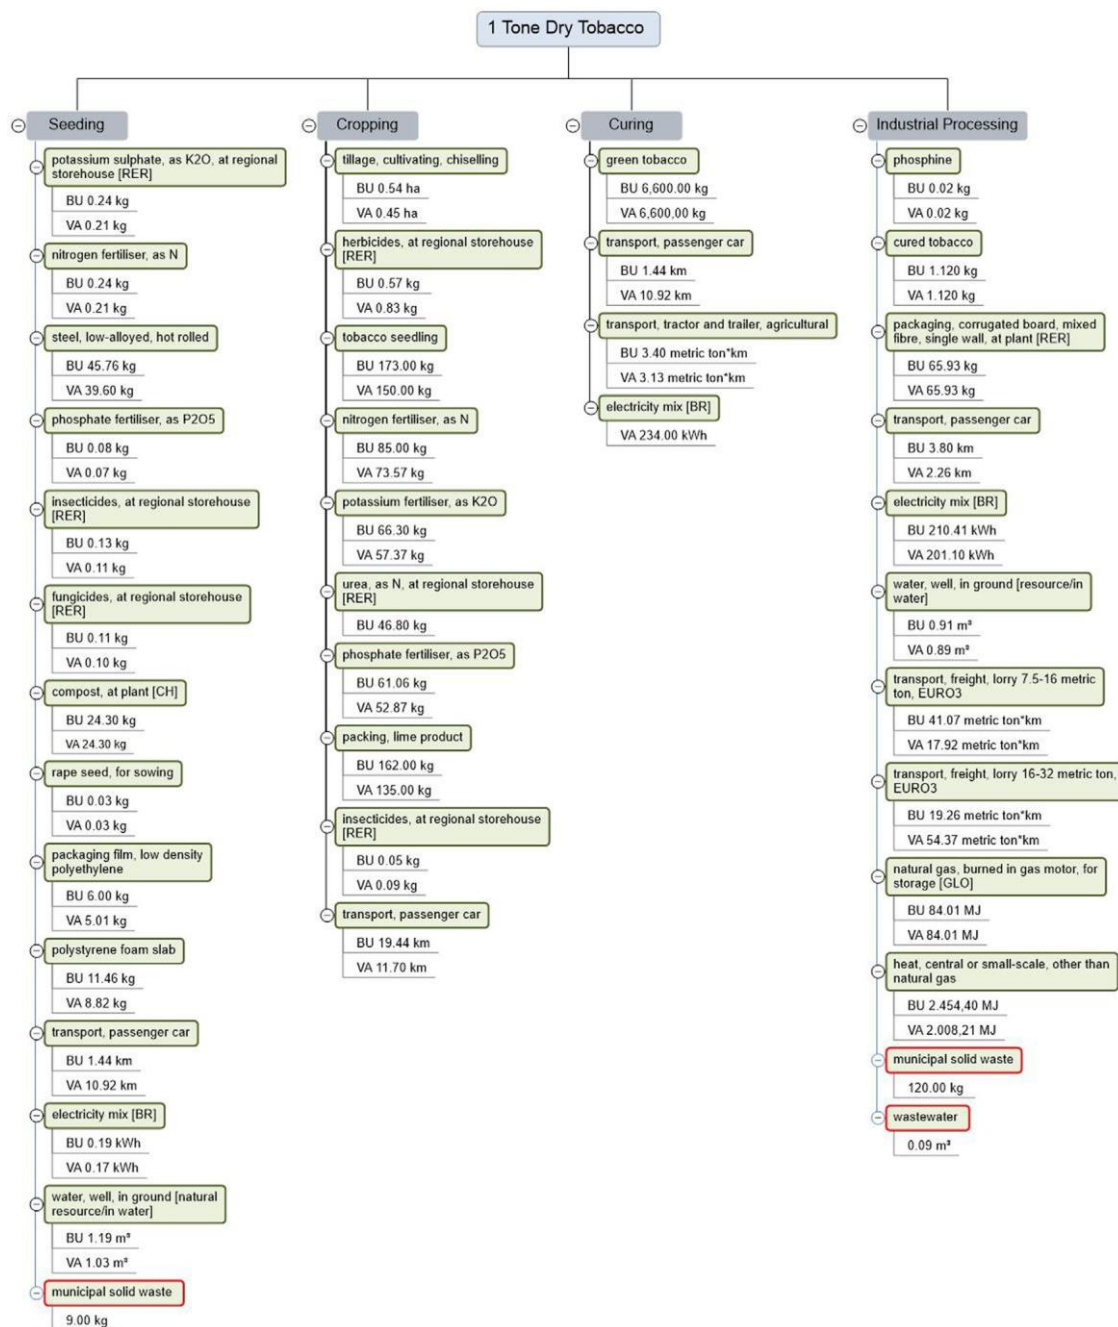 1 Tone Dry Tobacco
Seeding
potassium sulphate, as K2O, at regional
storehouse [RER]
BU 0.24 kg
VA 0.21 kg
nitrogen fertiliser, as N
BU 0.24 kg
VA 0.21 kg
steel, low-alloyed, hot rolled
BU 45.76 kg
VA 39.60 kg
phosphate fertiliser, as P2O5
BU 0.08 kg
VA 0.07 kg
insecticides, at regional storehouse
[RER]
BU 0.13 kg
VA 0.11 kg
fungicides, at regional storehouse
[RER]
BU 0.11 kg
VA 0.10 kg
compost, at plant [CH]
BU 24.30 kg
VA 24.30 kg
rape seed, for sowing
BU 0.03 kg
VA 0.03 kg
packaging film, low density
polyethylene
BU 6.00 kg
VA 5.01 kg
polystyrene foam slab
BU 11.46 kg
VA 8.82 kg
transport, passenger car
BU 1.44 km
VA 10.92 km
electricity mix [BR]
BU 0.19 kWh
VA 0.17 kWh
water, well, in ground [natural
resource/in water]
BU 1.19 m³
VA 1.03 m³
municipal solid waste
9.00 kg
Cropping
tillage, cultivating, chiselling
BU 0.54 ha
VA 0.45 ha
herbicides, at regional storehouse
[RER]
BU 0.57 kg
VA 0.83 kg
tobacco seedling
BU 173.00 kg
VA 150.00 kg
nitrogen fertiliser, as N
BU 85.00 kg
VA 73.57 kg
potassium fertiliser, as K2O
BU 66.30 kg
VA 57.37 kg
urea, as N, at regional storehouse
[RER]
BU 46.80 kg
phosphate fertiliser, as P2O5
BU 61.06 kg
VA 52.87 kg
packing, lime product
BU 162.00 kg
VA 135.00 kg
insecticides, at regional storehouse
[RER]
BU 0.05 kg
VA 0.09 kg
transport, passenger car
BU 19.44 km
VA 11.70 km
Curing
green tobacco
BU 6,600.00 kg
VA 6,600,00 kg
transport, passenger car
BU 1.44 km
VA 10.92 km
transport, tractor and trailer, agricultural
BU 3.40 metric ton*km
VA 3.13 metric ton*km
electricity mix [BR]
VA 234.00 kWh
Industrial Processing
phosphine
BU 0.02 kg
VA 0.02 kg
cured tobacco
BU 1.120 kg
VA 1.120 kg
packaging, corrugated board, mixed
fibre, single wall, at plant [RER]
BU 65.93 kg
VA 65.93 kg
transport, passenger car
BU 3.80 km
VA 2.26 km
electricity mix [BR]
BU 210.41 kWh
VA 201.10 kWh
water, well, in ground [resource/in
water]
BU 0.91 m³
VA 0.89 m³
transport, freight, lorry 7.5-16 metric
ton, EURO3
BU 41.07 metric ton*km
VA 17.92 metric ton*km
transport, freight, lorry 16-32 metric ton,
EURO3
BU 19.26 metric ton*km
VA 54.37 metric ton*km
natural gas, burned in gas motor, for
storage [GLO]
BU 84.01 MJ
VA 84.01 MJ
heat, central or small-scale, other than
natural gas
BU 2.454,40 MJ
VA 2.008,21 MJ
municipal solid waste
120.00 kg
wastewater
0.09 m³